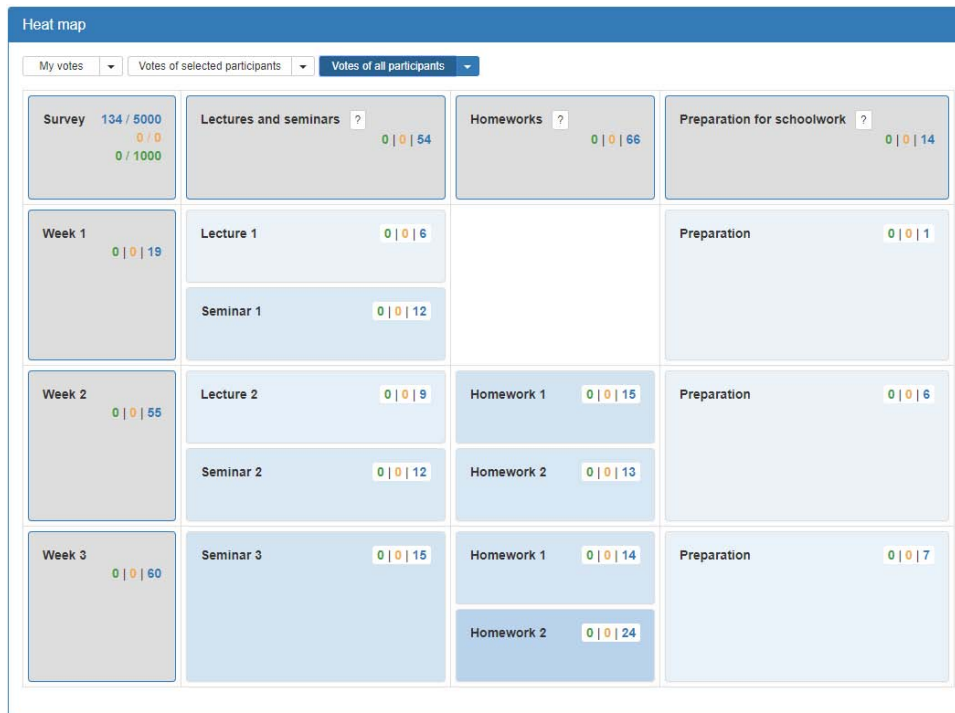 Heat map
My votes Votes of selected participants Votes of all participants
Survey 134 / 5000
0 / 0
0 / 1000
Lectures and seminars ?
0 | 0 | 54
Homeworks ?
0 | 0 | 66
Preparation for schoolwork ?
0 | 0 | 14
Week 1
0 | 0 | 19
Lecture 1 0 | 0 | 6
Seminar 1 0 | 0 | 12
Preparation 0 | 0 | 1
Week 2
0 | 0 | 55
Lecture 2 0 | 0 | 9
Seminar 2 0 | 0 | 12
Homework 1 0 | 0 | 15
Homework 2 0 | 0 | 13
Preparation 0 | 0 | 6
Week 3
0 | 0 | 60
Seminar 3 0 | 0 | 15
Homework 1 0 | 0 | 14
Homework 2 0 | 0 | 24
Preparation 0 | 0 | 7